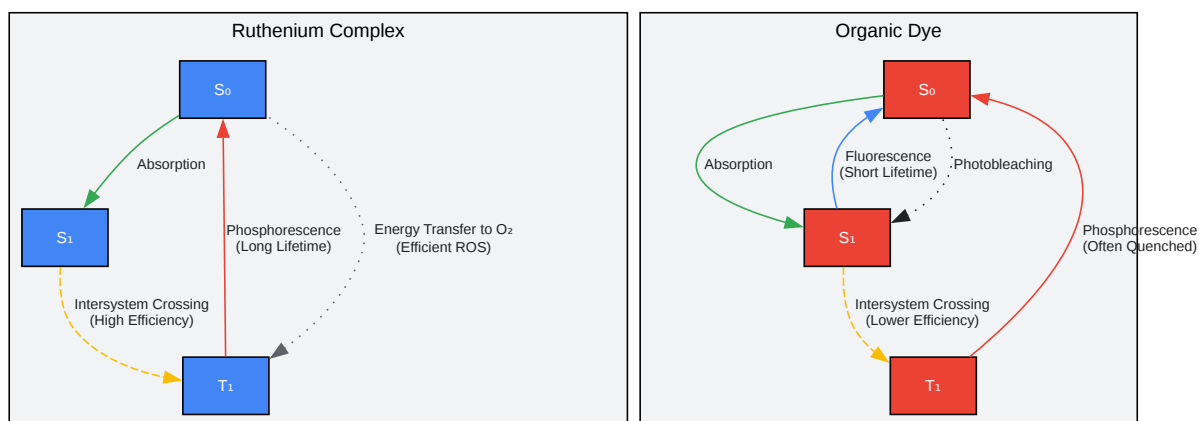 Ruthenium Complex
S₀
Absorption
S₁
Phosphorescence
(Long Lifetime)
Energy Transfer to O₂
(Efficient ROS)
Intersystem Crossing
(High Efficiency)
T₁
Organic Dye
S₀
Absorption
Fluorescence
(Short Lifetime)
Photobleaching
S₁
Phosphorescence
(Often Quenched)
Intersystem Crossing
(Lower Efficiency)
T₁